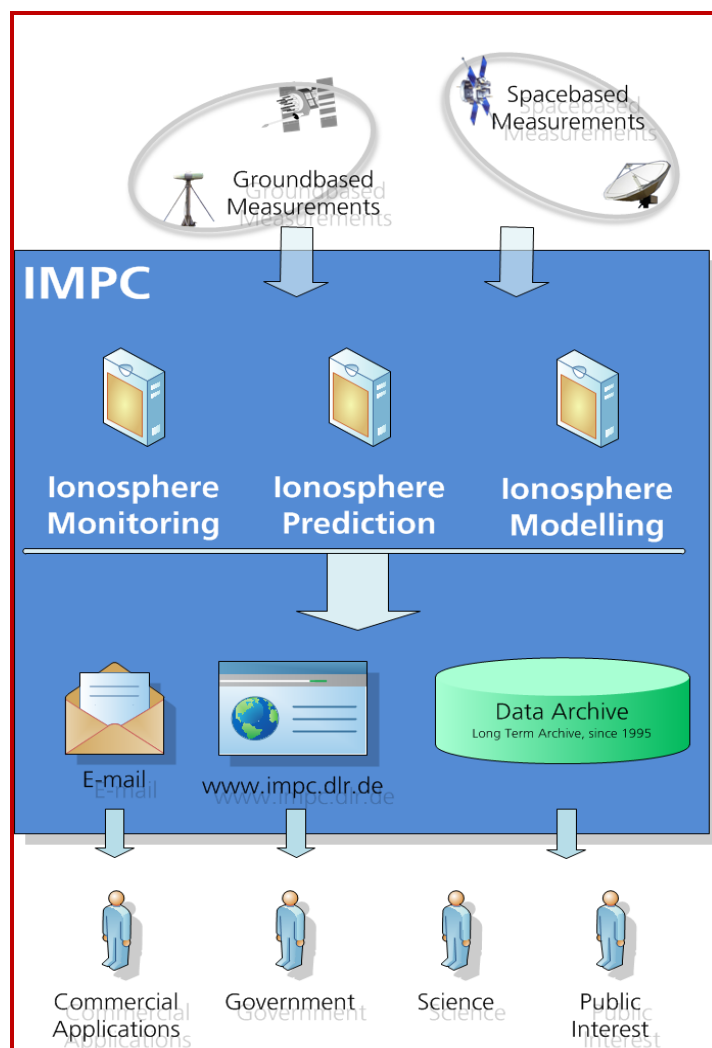 Spacebased
Measurements
Groundbased
Measurements
IMPC
Ionosphere
Monitoring
Ionosphere
Prediction
Ionosphere
Modelling
E-mail
www.impc.dlr.de
Data Archive
Long Term Archive, since 1995
Commercial
Applications
Government
Science
Public
Interest